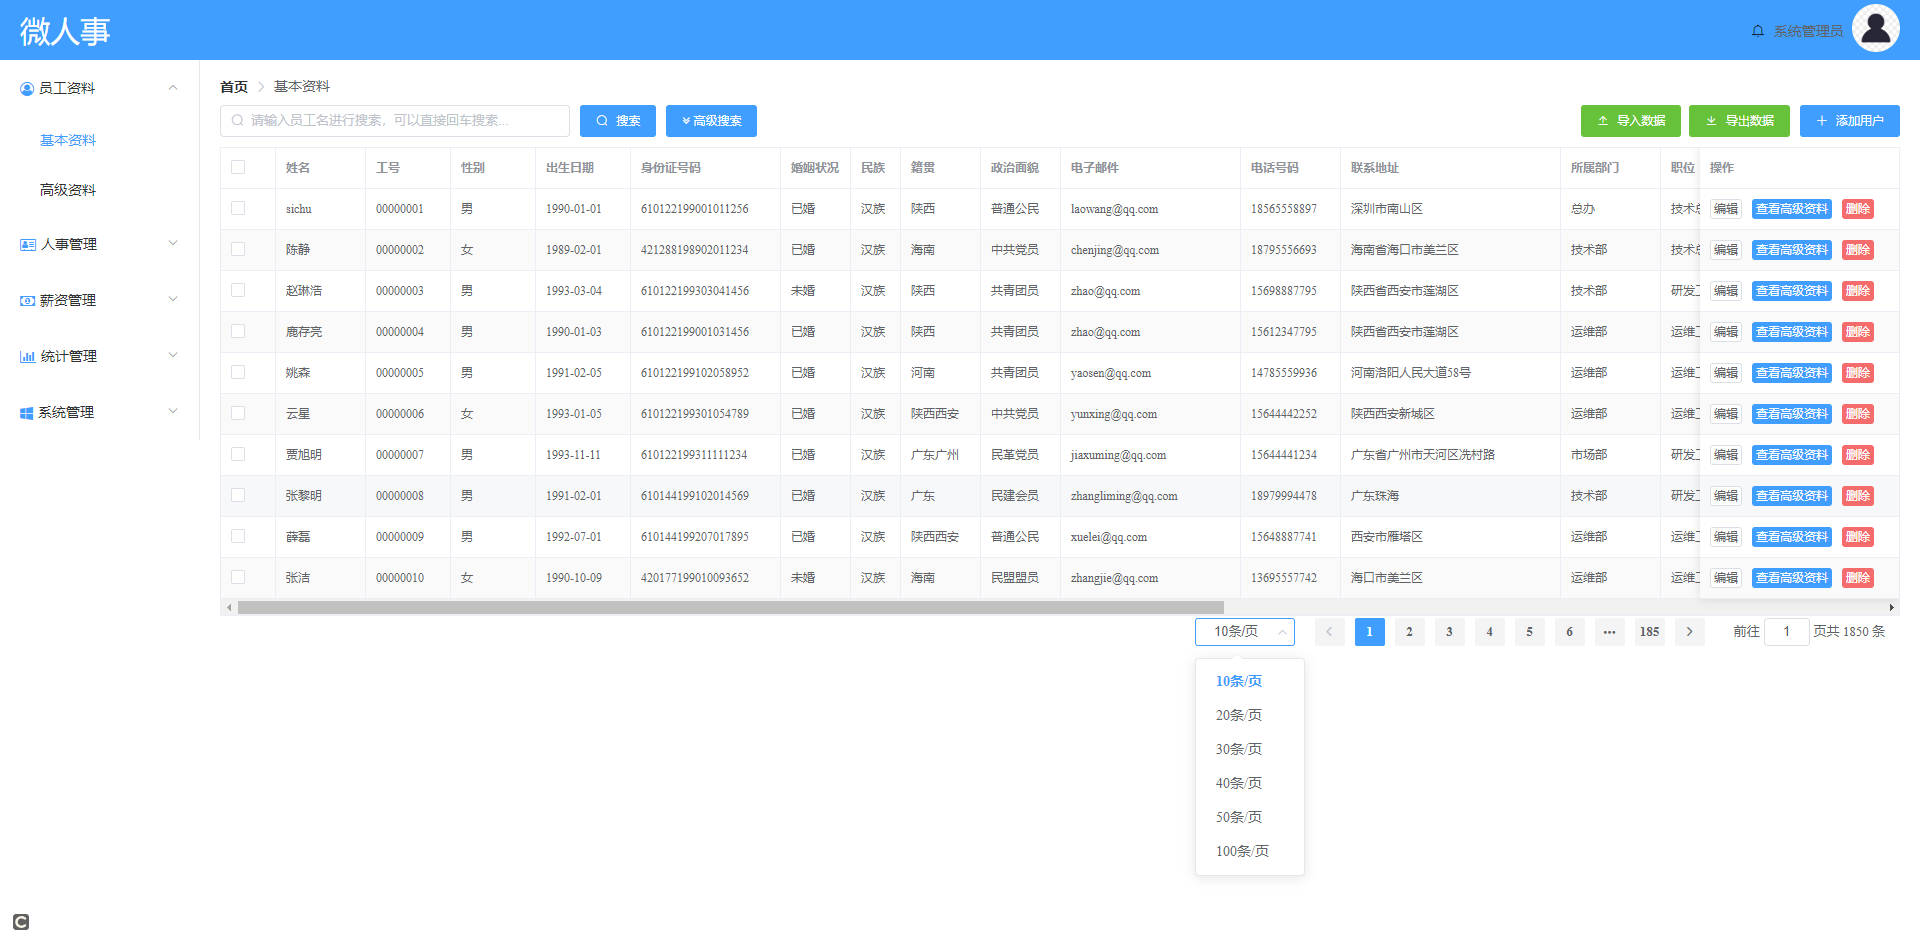 微人事
系统管理员
员工资料
基本资料
高级资料
人事管理
薪资管理
统计管理
系统管理
首页 基本资料
请输入员工名进行搜索，可以直接回车搜索...
搜索 高级搜索 导入数据 导出数据 添加用户
姓名 工号 性别 出生日期 身份证号码 婚姻状况 民族 籍贯 政治面貌 电子邮件 电话号码 联系地址 所属部门 职位 操作
sichu 00000001 男 1990-01-01 610122199001011256 已婚 汉族 陕西 普通公民 laowang@qq.com 18565558897 深圳市南山区 总办 技术总 编辑 查看高级资料 删除
陈静 00000002 女 1989-02-01 421288198902011234 已婚 汉族 海南 中共党员 chenjing@qq.com 18795556693 海南省海口市美兰区 技术部 技术总 编辑 查看高级资料 删除
赵琳浩 00000003 男 1993-03-04 610122199303041456 未婚 汉族 陕西 共青团员 zhao@qq.com 15698887795 陕西省西安市莲湖区 技术部 研发工 编辑 查看高级资料 删除
鹿存亮 00000004 男 1990-01-03 610122199001031456 已婚 汉族 陕西 共青团员 zhao@qq.com 15612347795 陕西省西安市莲湖区 运维部 运维工 编辑 查看高级资料 删除
姚森 00000005 男 1991-02-05 610122199102058952 已婚 汉族 河南 共青团员 yaosen@qq.com 14785559936 河南洛阳人民大道58号 运维部 运维工 编辑 查看高级资料 删除
云星 00000006 女 1993-01-05 610122199301054789 已婚 汉族 陕西西安 中共党员 yunxing@qq.com 15644442252 陕西西安新城区 运维部 运维工 编辑 查看高级资料 删除
贾旭明 00000007 男 1993-11-11 610122199311111234 已婚 汉族 广东广州 民革党员 jiaxuming@qq.com 15644441234 广东省广州市天河区冼村路 市场部 研发工 编辑 查看高级资料 删除
张黎明 00000008 男 1991-02-01 610144199102014569 已婚 汉族 广东 民建会员 zhangliming@qq.com 18979994478 广东珠海 技术部 研发工 编辑 查看高级资料 删除
薛磊 00000009 男 1992-07-01 610144199207017895 已婚 汉族 陕西西安 普通公民 xuelei@qq.com 15648887741 西安市雁塔区 运维部 运维工 编辑 查看高级资料 删除
张洁 00000010 女 1990-10-09 420177199010093652 未婚 汉族 海南 民盟盟员 zhangjie@qq.com 13695557742 海口市美兰区 运维部 运维工 编辑 查看高级资料 删除
10条/页 1 2 3 4 5 6 ••• 185 前往 1 页共 1850 条
10条/页
20条/页
30条/页
40条/页
50条/页
100条/页
C